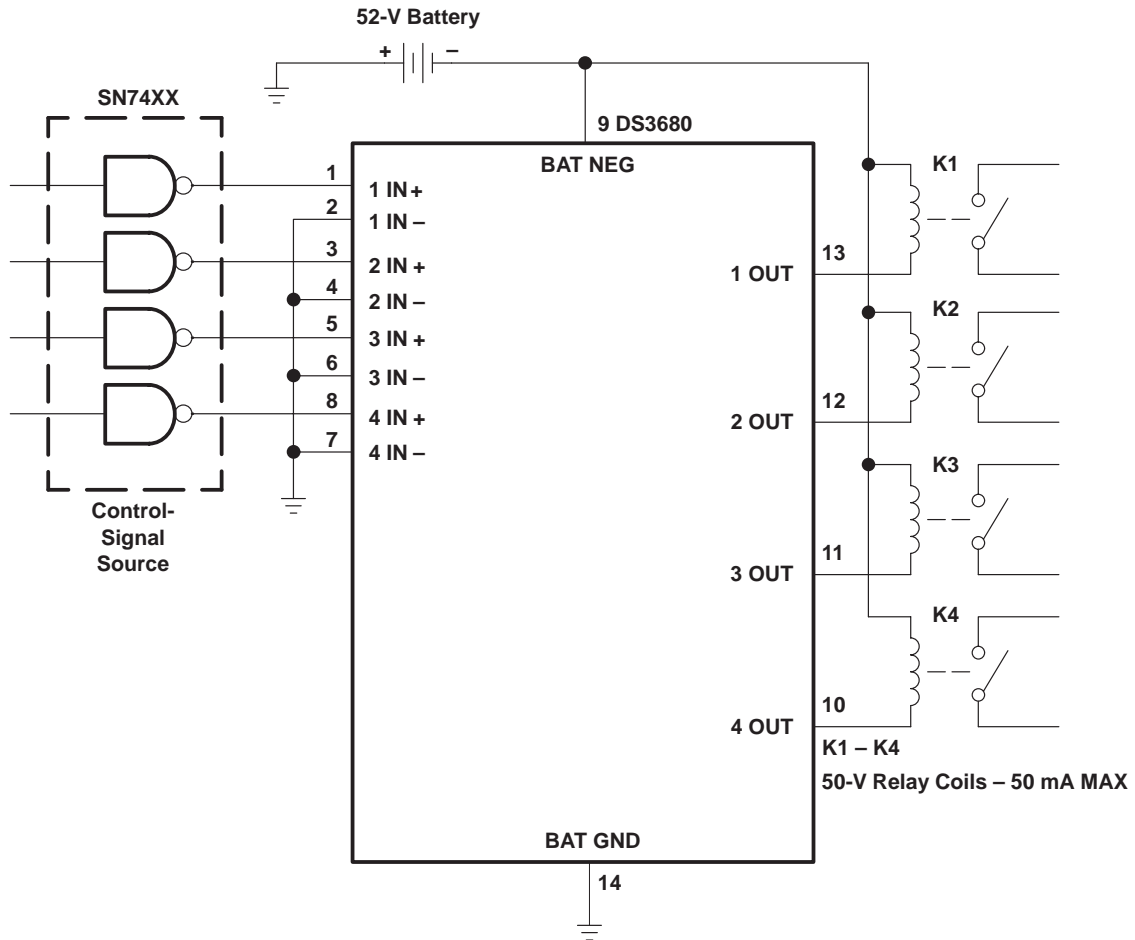 52-V Battery
+ –
SN74XX
9 DS3680
BAT NEG
K1
1
1 IN +
2
1 IN –
3
2 IN +
13
1 OUT
4
2 IN –
K2
5
3 IN +
6
3 IN –
8
4 IN +
12
2 OUT
7
4 IN –
K3
Control-
Signal
Source
11
3 OUT
K4
10
4 OUT
K1 – K4
50-V Relay Coils – 50 mA MAX
BAT GND
14